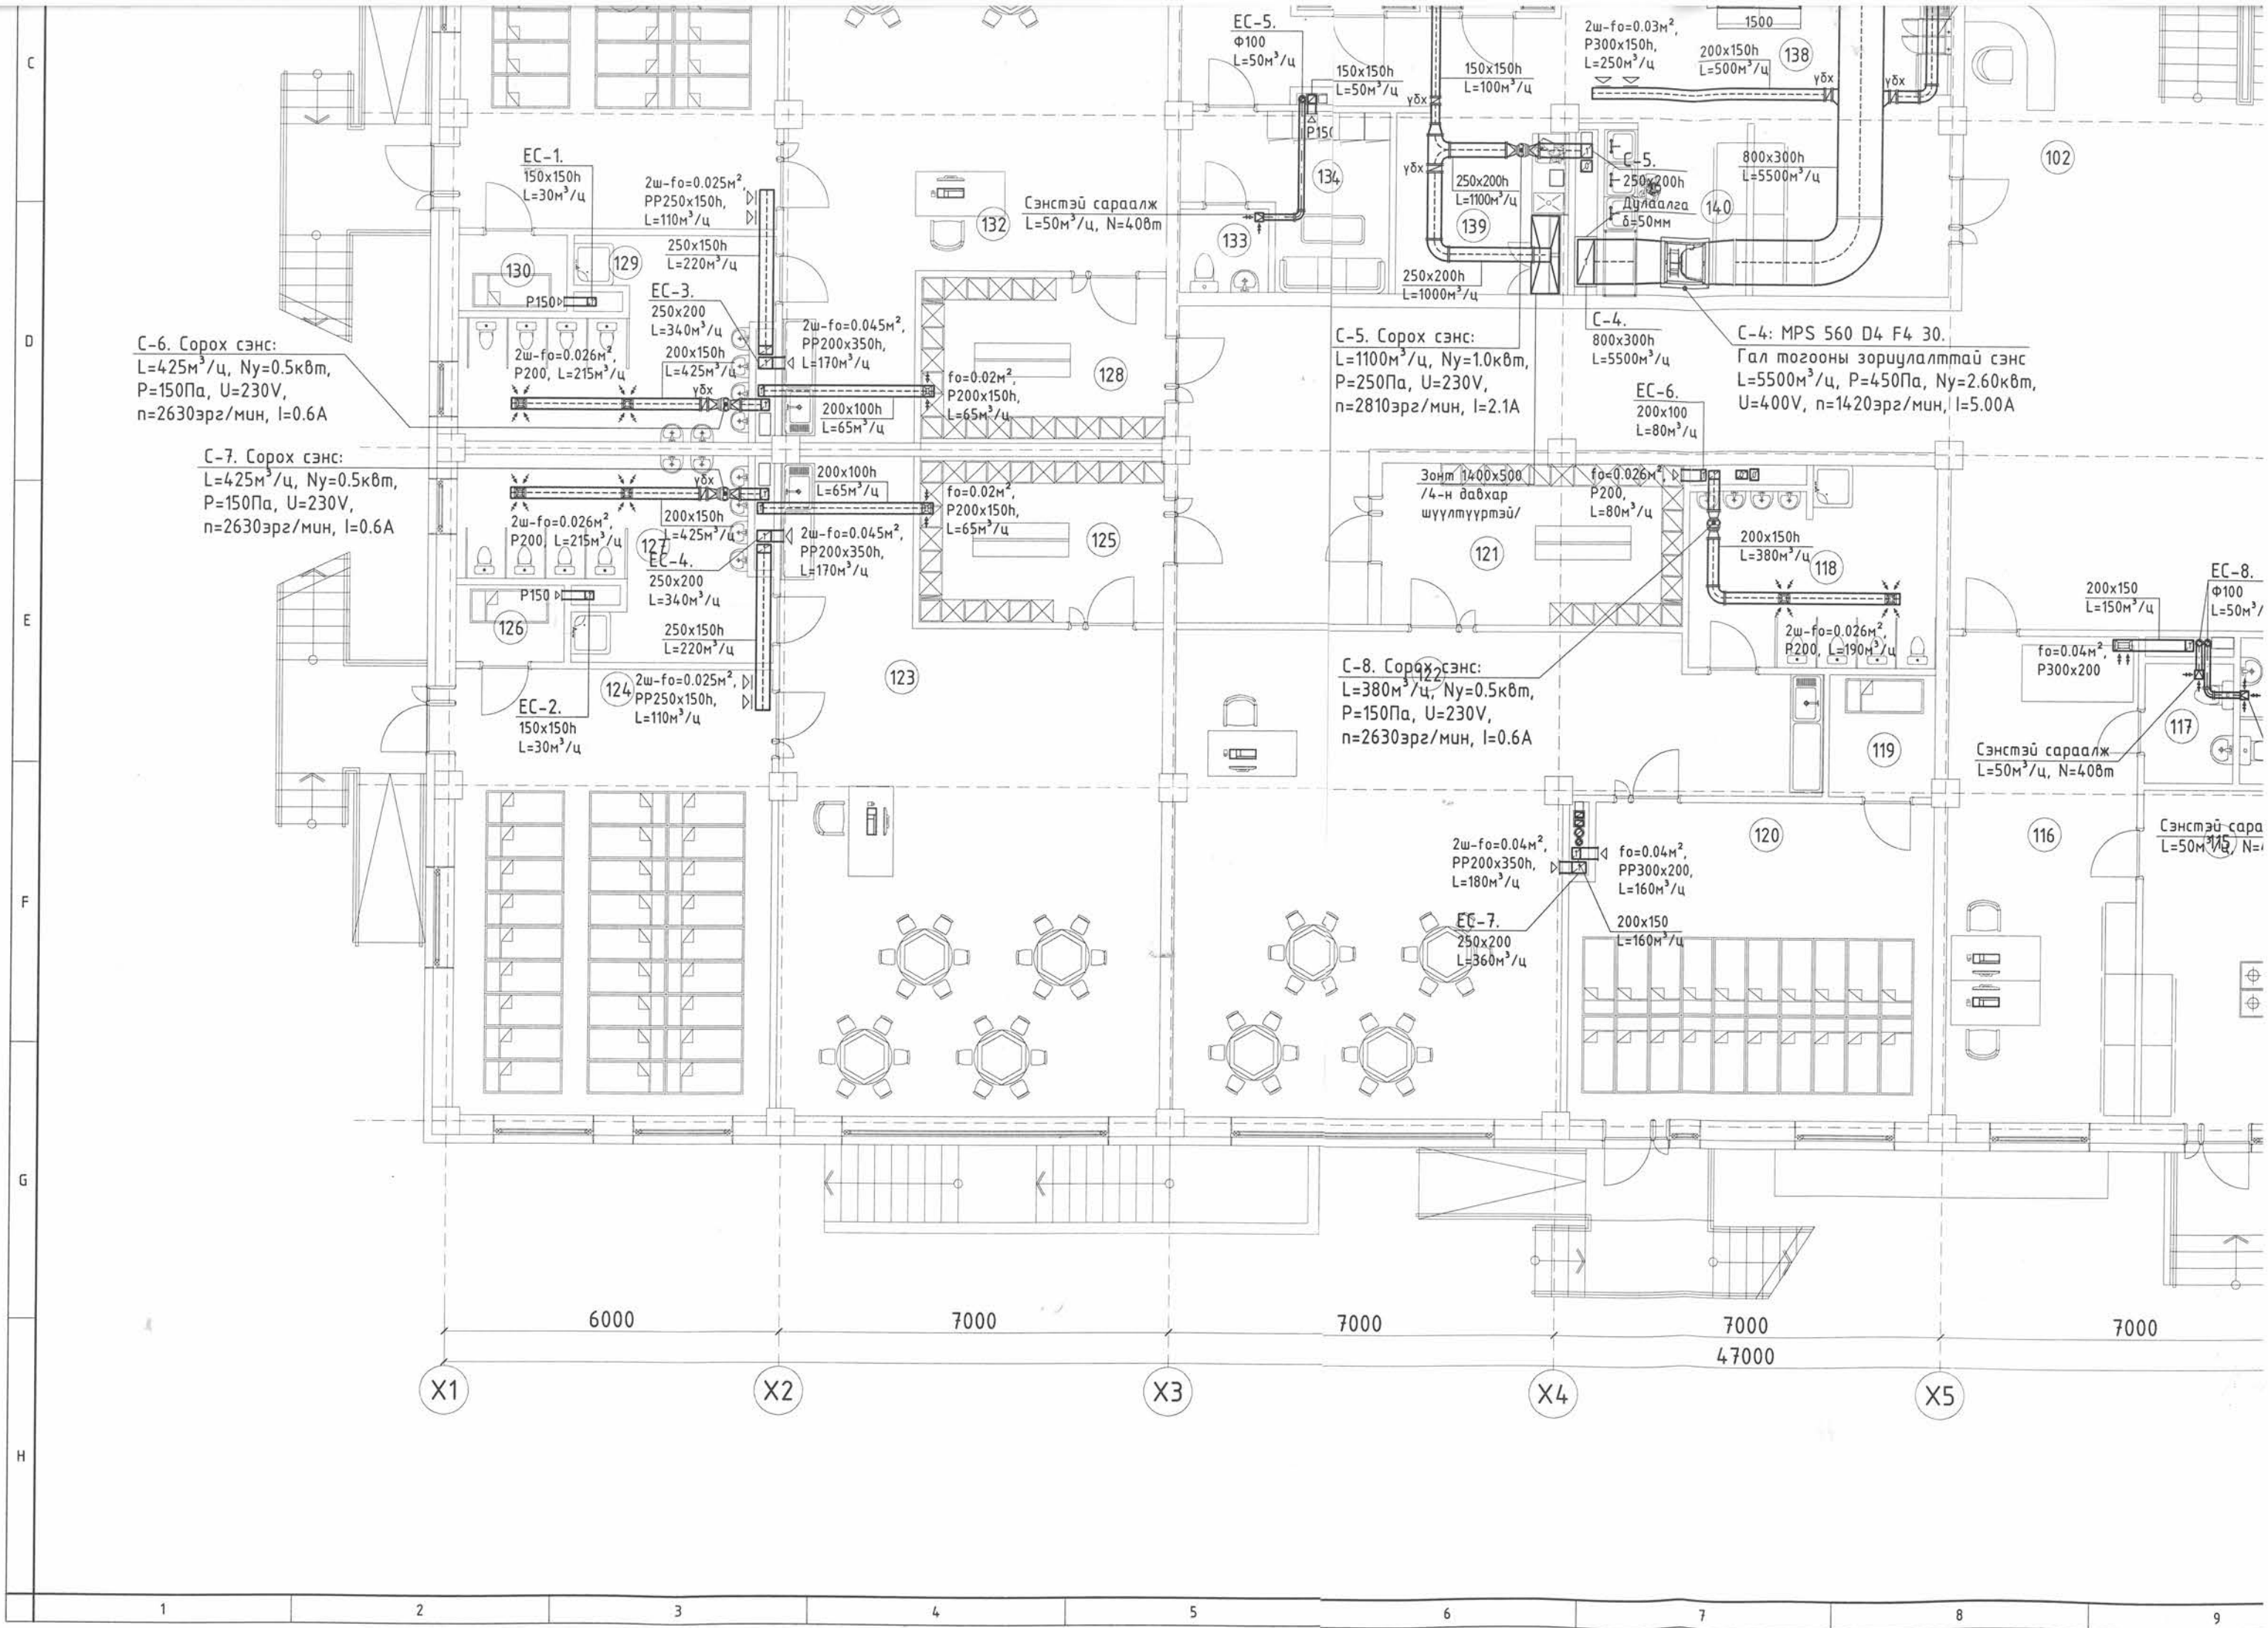 C
D
E
F
G
H
EC-5.
Ф100
L=50м³/ц
150x150h
L=50м³/ц
P150
150x150h
L=100м³/ц
2ш-fo=0.03м²,
P300x150h,
L=250м³/ц
1500
200x150h
L=500м³/ц
138
үδх
үδх
үδх
үδх
EC-1.
150x150h
L=30м³/ц
2ш-fo=0.025м²,
PP250x150h,
L=110м³/ц
250x150h
L=220м³/ц
132
Сэнстэй сараалж
L=50м³/ц, N=40вт
133
134
250x200h
L=1100м³/ц
139
250x200h
L=1000м³/ц
C-5.
250x200h
Дулаалга
δ=50мм
140
800x300h
L=5500м³/ц
102
130
129
P150
EC-3.
250x200
L=340м³/ц
200x150h
L=425м³/ц
2ш-fo=0.045м²,
PP200x350h,
L=170м³/ц
128
C-6. Сорох сэнс:
L=425м³/ц, Ny=0.5квт,
P=150Па, U=230V,
n=2630эрг/мин, I=0.6A
2ш-fo=0.026м²,
P200, L=215м³/ц
үδх
200x100h
L=65м³/ц
fo=0.02м²,
P200x150h,
L=65м³/ц
C-5. Сорох сэнс:
L=1100м³/ц, Ny=1.0квт,
P=250Па, U=230V,
n=2810эрг/мин, I=2.1A
C-4.
800x300h
L=5500м³/ц
C-4: MPS 560 D4 F4 30.
Гал тогооны зориулалттай сэнс
L=5500м³/ц, P=450Па, Ny=2.60квт,
U=400V, n=1420эрг/мин, I=5.00A
EC-6.
200x100
L=80м³/ц
C-7. Сорох сэнс:
L=425м³/ц, Ny=0.5квт,
P=150Па, U=230V,
n=2630эрг/мин, I=0.6A
үδх
200x100h
L=65м³/ц
fo=0.02м²,
P200x150h,
L=65м³/ц
2ш-fo=0.026м²,
P200, L=215м³/ц
200x150h
L=425м³/ц
127
2ш-fo=0.045м²,
PP200x350h,
L=170м³/ц
125
Зонт 1400x500
/4-н давхар
шүүлтүүртэй/
121
fo=0.026м²,
P200,
L=80м³/ц
200x150h
L=380м³/ц
118
EC-4.
250x200
L=340м³/ц
P150
126
250x150h
L=220м³/ц
124
2ш-fo=0.025м²,
PP250x150h,
L=110м³/ц
EC-2.
150x150h
L=30м³/ц
123
2ш-fo=0.026м²,
P200, L=190м³/ц
200x150
L=150м³/ц
EC-8.
Ф100
L=50м³/
fo=0.04м²,
P300x200
117
122
C-8. Сорох сэнс:
L=380м³/ц, Ny=0.5квт,
P=150Па, U=230V,
n=2630эрг/мин, I=0.6A
119
Сэнстэй сараалж
L=50м³/ц, N=40вт
120
116
115
Сэнстэй сара
L=50м³/ц, N=
2ш-fo=0.04м²,
PP200x350h,
L=180м³/ц
fo=0.04м²,
PP300x200,
L=160м³/ц
EC-7.
250x200
L=360м³/ц
200x150
L=160м³/ц
6000
7000
7000
7000
7000
47000
X1
X2
X3
X4
X5
1
2
3
4
5
6
7
8
9